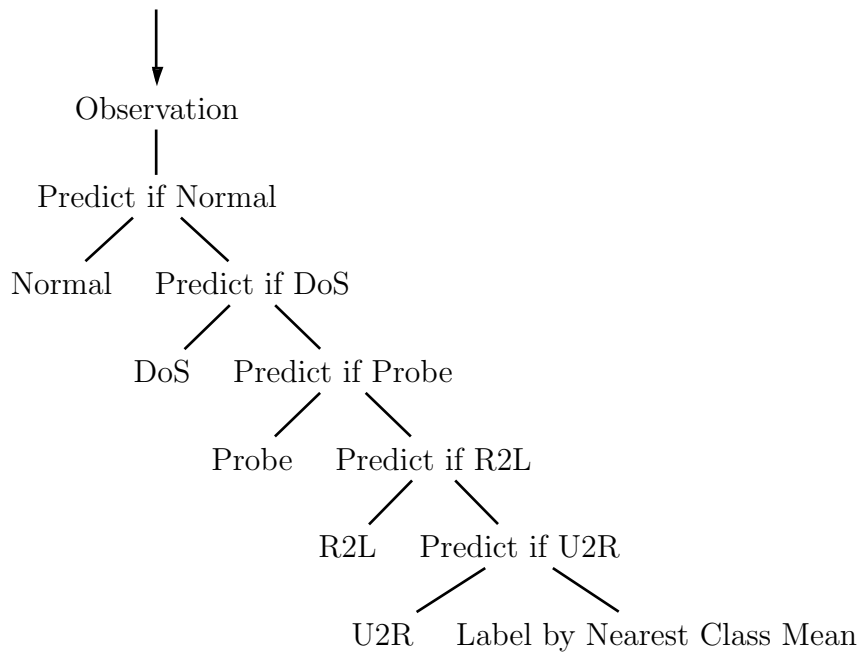 Observation
Predict if Normal
Normal Predict if DoS
DoS Predict if Probe
Probe Predict if R2L
R2L Predict if U2R
U2R Label by Nearest Class Mean